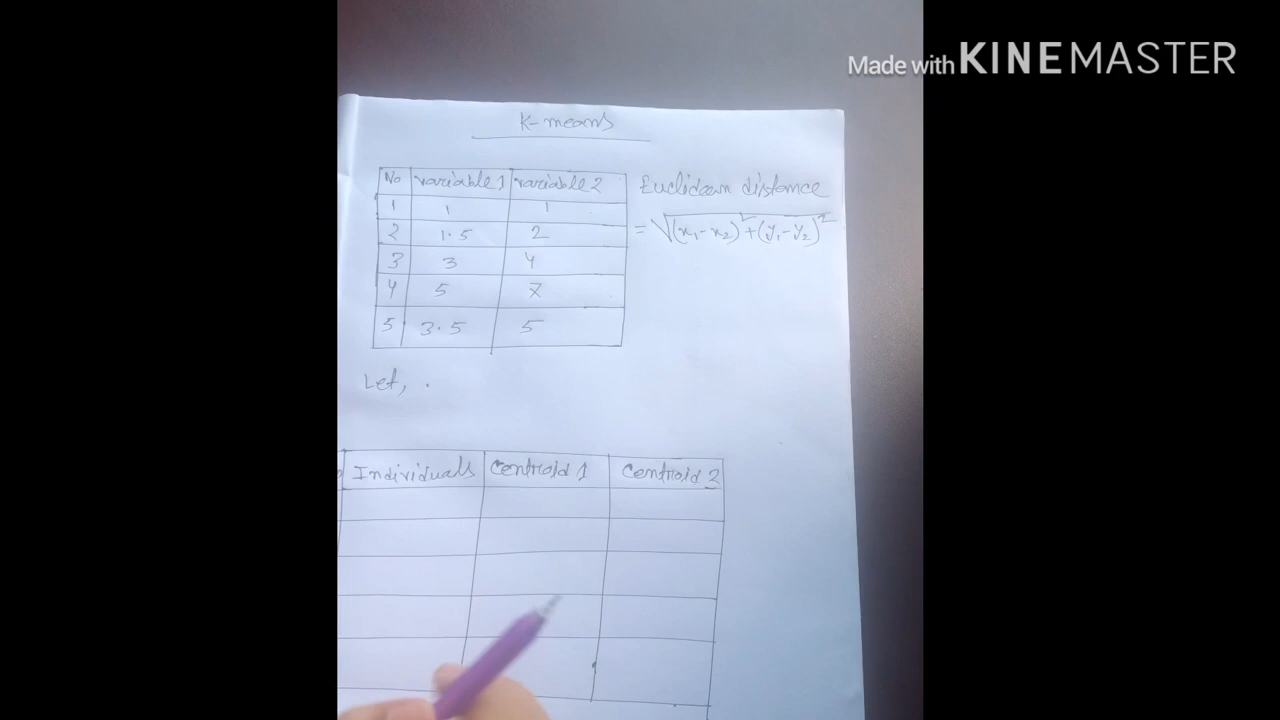 Made with KINEMASTER
K-means
No variable 1 variable 2
1 1 1
2 1.5 2
3 3 4
4 5 7
5 3.5 5
Euclidean distance
= √(x₁-x₂)²+(y₁-y₂)²
Let, .
Individuals Centroid 1 Centroid 2